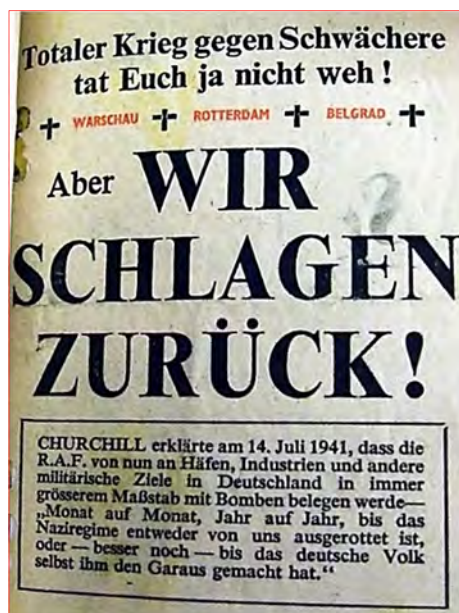 Totaler Krieg gegen Schwächere
tat Euch ja nicht weh !
WARSCHAU ROTTERDAM BELGRAD
Aber WIR
SCHLAGEN
ZURÜCK!
CHURCHILL erklärte am 14. Juli 1941, dass die
R.A.F. von nun an Häfen, Industrien und andere
militärische Ziele in Deutschland in immer
grösserem Maßstab mit Bomben belegen werde—
„Monat auf Monat, Jahr auf Jahr, bis das
Naziregime entweder von uns ausgerottet ist,
oder — besser noch — bis das deutsche Volk
selbst ihm den Garaus gemacht hat.“